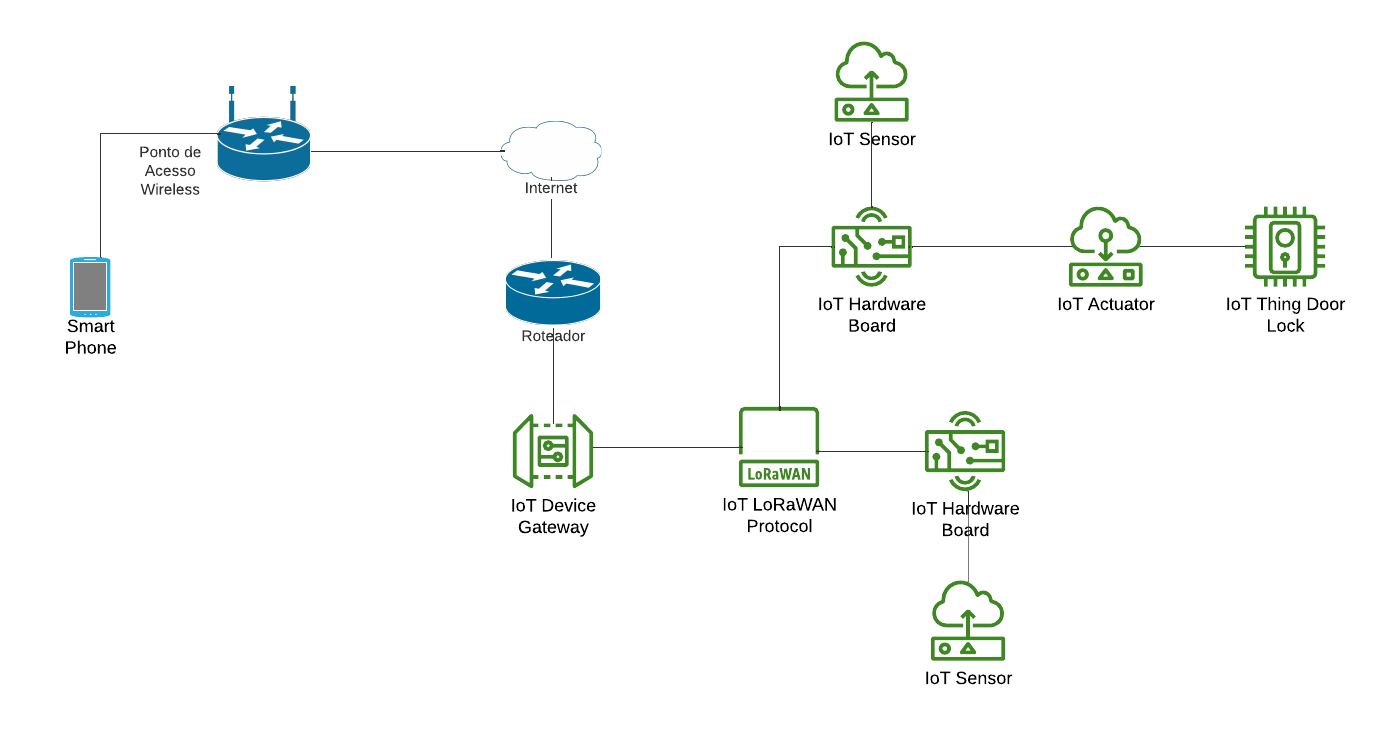 IoT Sensor
Ponto de
Acesso
Wireless
Internet
IoT Hardware
Board
IoT Actuator
IoT Thing Door
Lock
Smart
Phone
Roteador
LoRaWAN
IoT Device
Gateway
IoT LoRaWAN
Protocol
IoT Hardware
Board
IoT Sensor